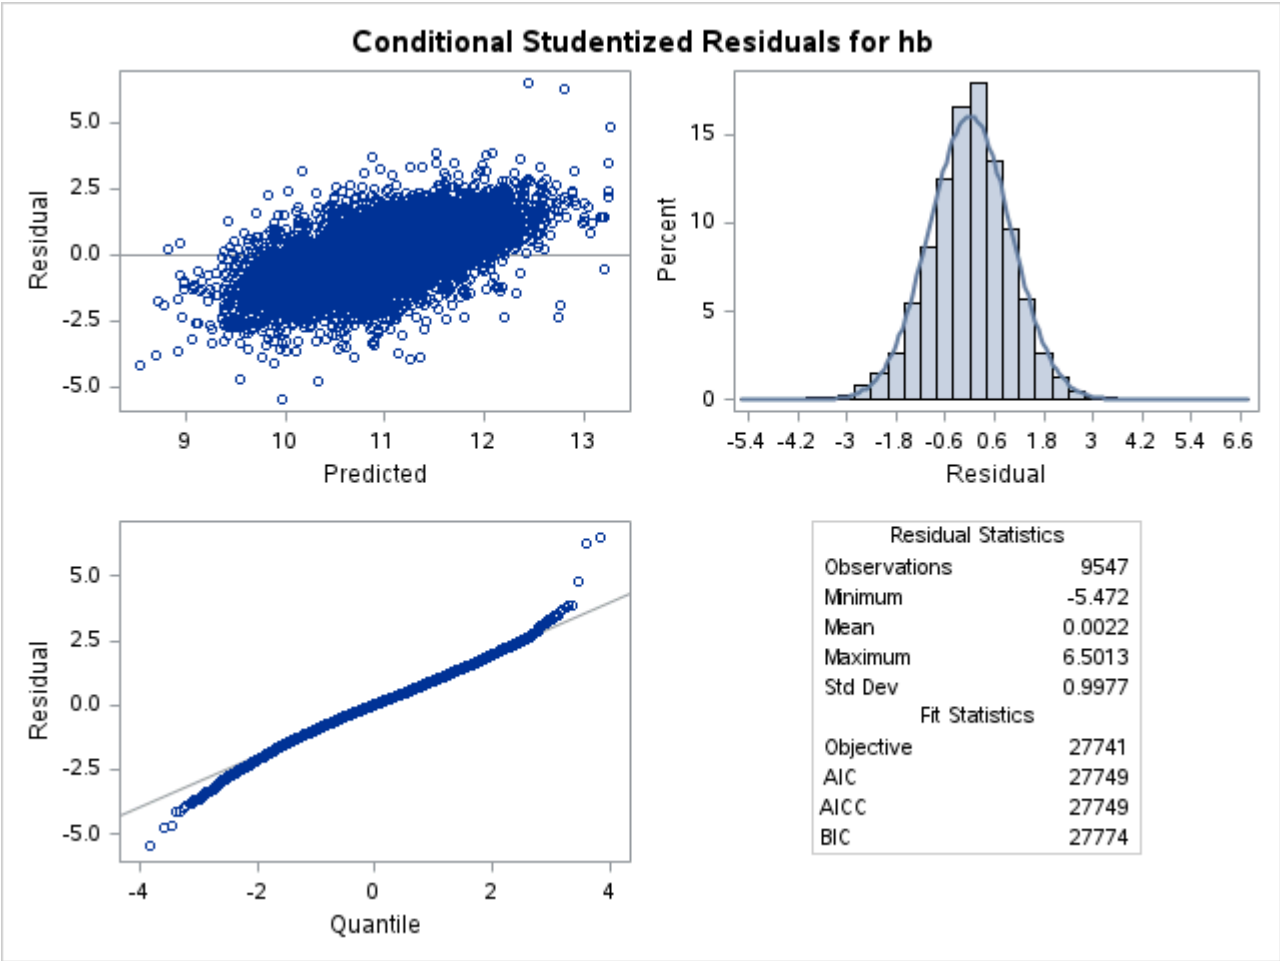 Conditional Studentized Residuals for hb
Residual
5.0
2.5
0.0
-2.5
-5.0
9 10 11 12 13
Predicted
Percent
15
10
5
0
-5.4 -4.2 -3 -1.8 -0.6 0.6 1.8 3 4.2 5.4 6.6
Residual
Residual
5.0
2.5
0.0
-2.5
-5.0
-4 -2 0 2 4
Quantile
Residual Statistics
Observations 9547
Minimum -5.472
Mean 0.0022
Maximum 6.5013
Std Dev 0.9977
Fit Statistics
Objective 27741
AIC 27749
AICC 27749
BIC 27774